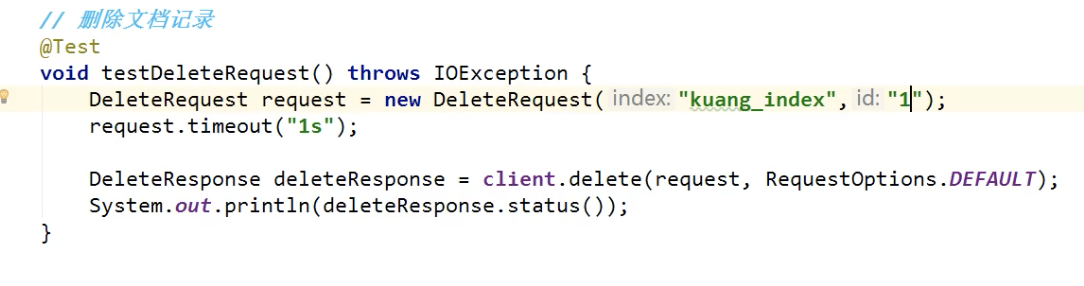 // 删除文档记录
@Test
void testDeleteRequest() throws IOException {
    DeleteRequest request = new DeleteRequest( index: "kuang_index", id: "1");
    request.timeout("1s");

    DeleteResponse deleteResponse = client.delete(request, RequestOptions.DEFAULT);
    System.out.println(deleteResponse.status());
}